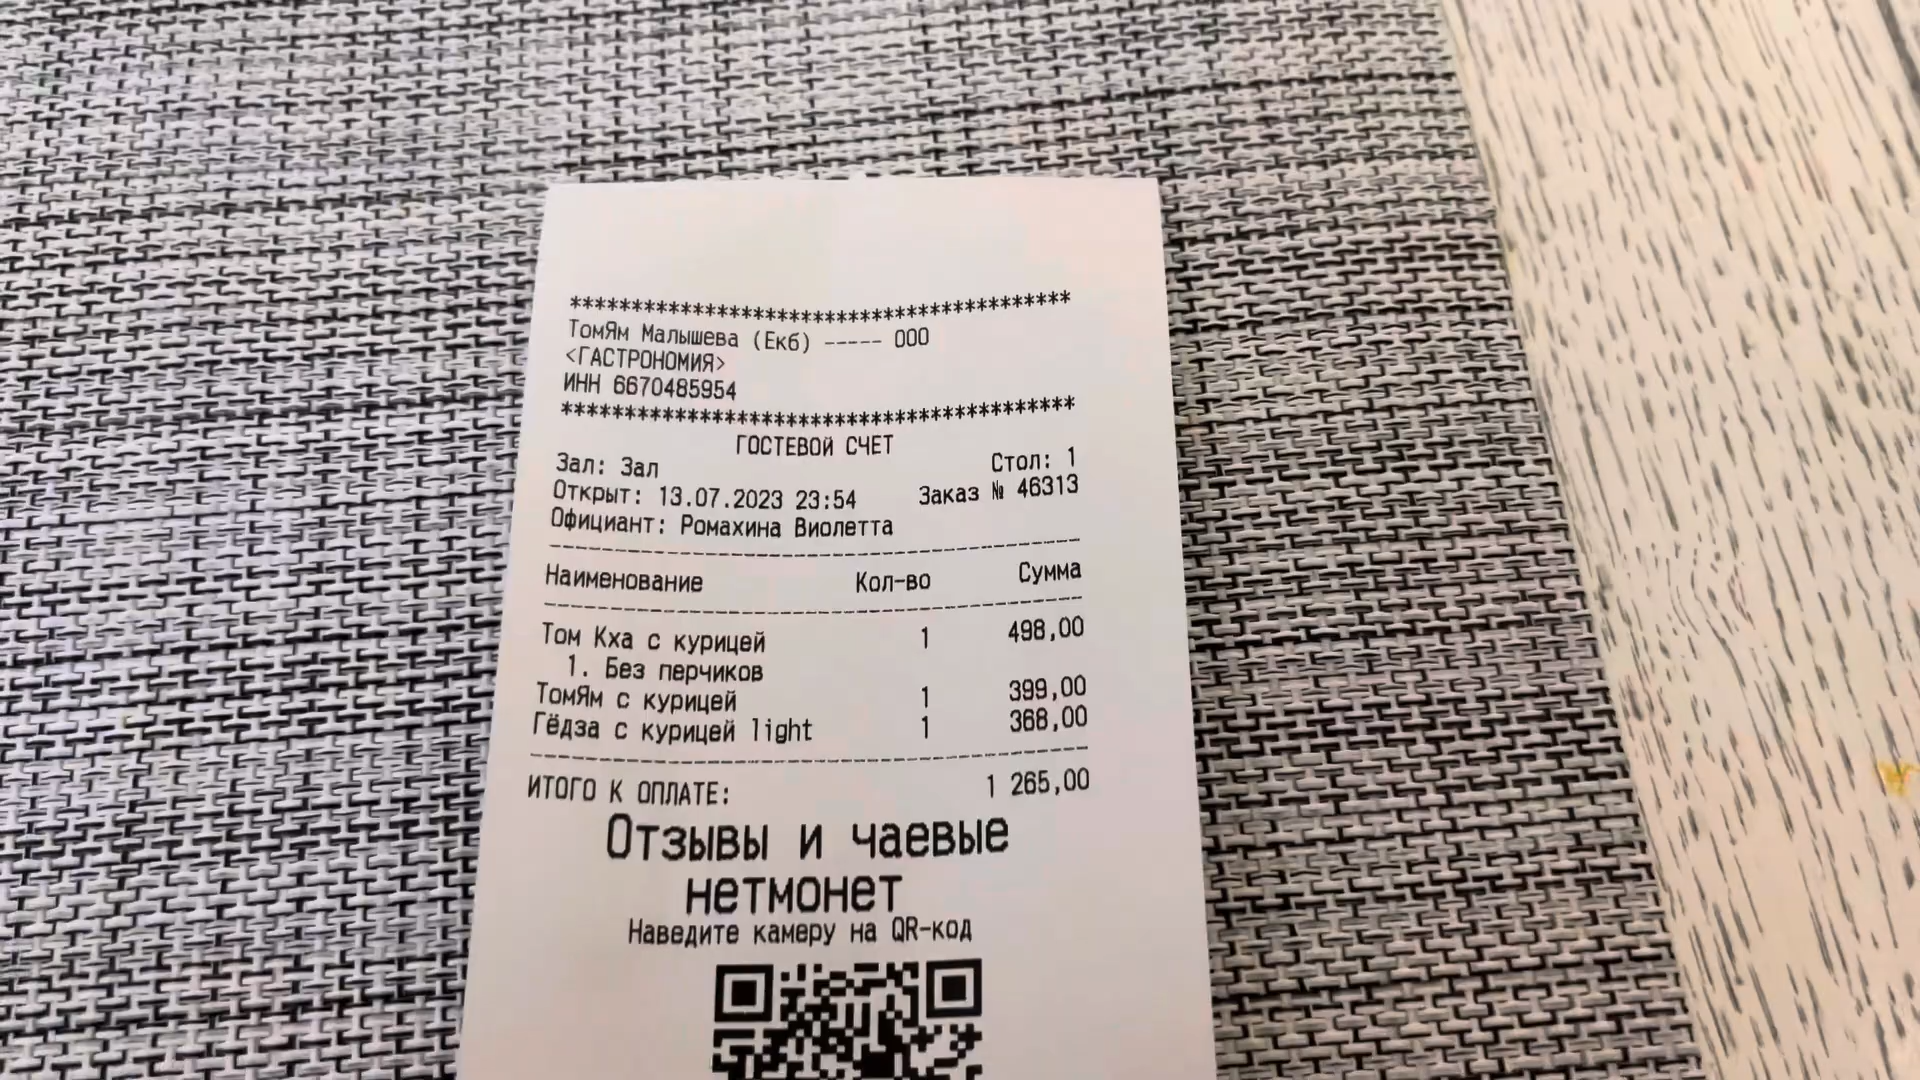 *****************************************
ТомЯм Малышева (Екб) ----- ООО
<ГАСТРОНОМИЯ>
ИНН 6670485954
*****************************************
ГОСТЕВОЙ СЧЕТ
Зал: Зал Стол: 1
Открыт: 13.07.2023 23:54 Заказ № 46313
Официант: Ромахина Виолетта
Наименование Кол-во Сумма
Том Кха с курицей 1 498,00
1. Без перчиков
ТомЯм с курицей 1 399,00
Гёдза с курицей light 1 368,00
ИТОГО К ОПЛАТЕ: 1 265,00
Отзывы и чаевые
нетмонет
Наведите камеру на QR-код